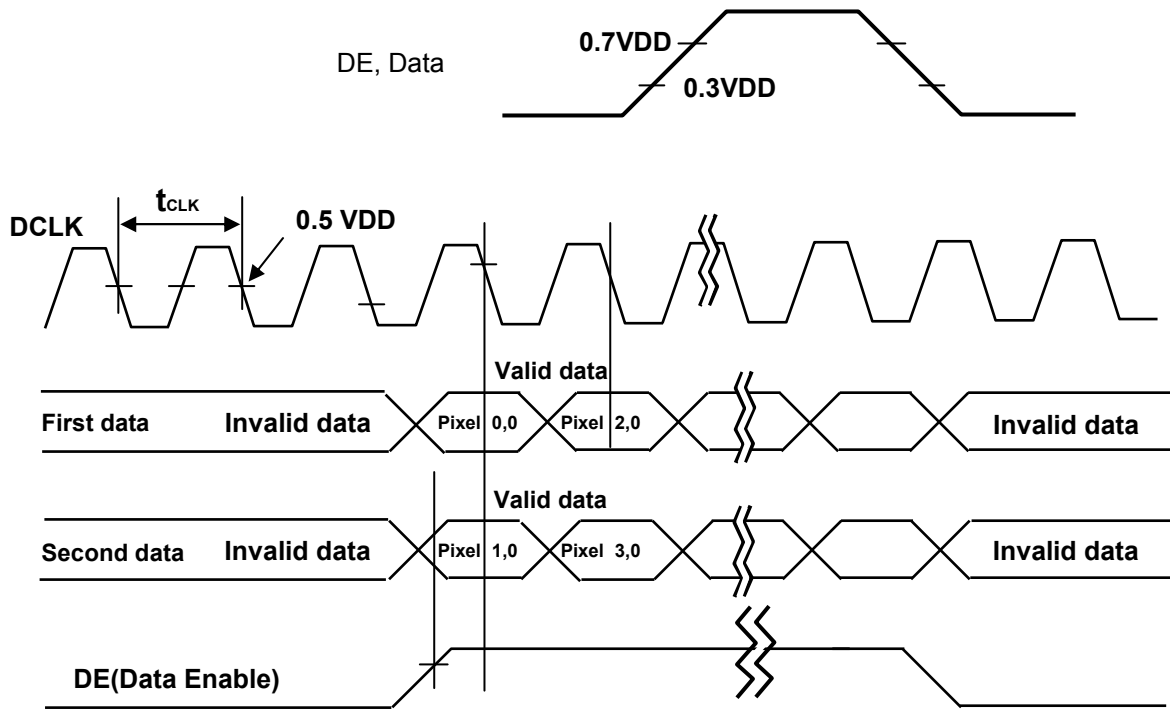 0.7VDD
DE, Data
0.3VDD
tCLK
0.5 VDD
DCLK
Valid data
First data Invalid data Pixel 0,0 Pixel 2,0 Invalid data
Valid data
Second data Invalid data Pixel 1,0 Pixel 3,0 Invalid data
DE(Data Enable)